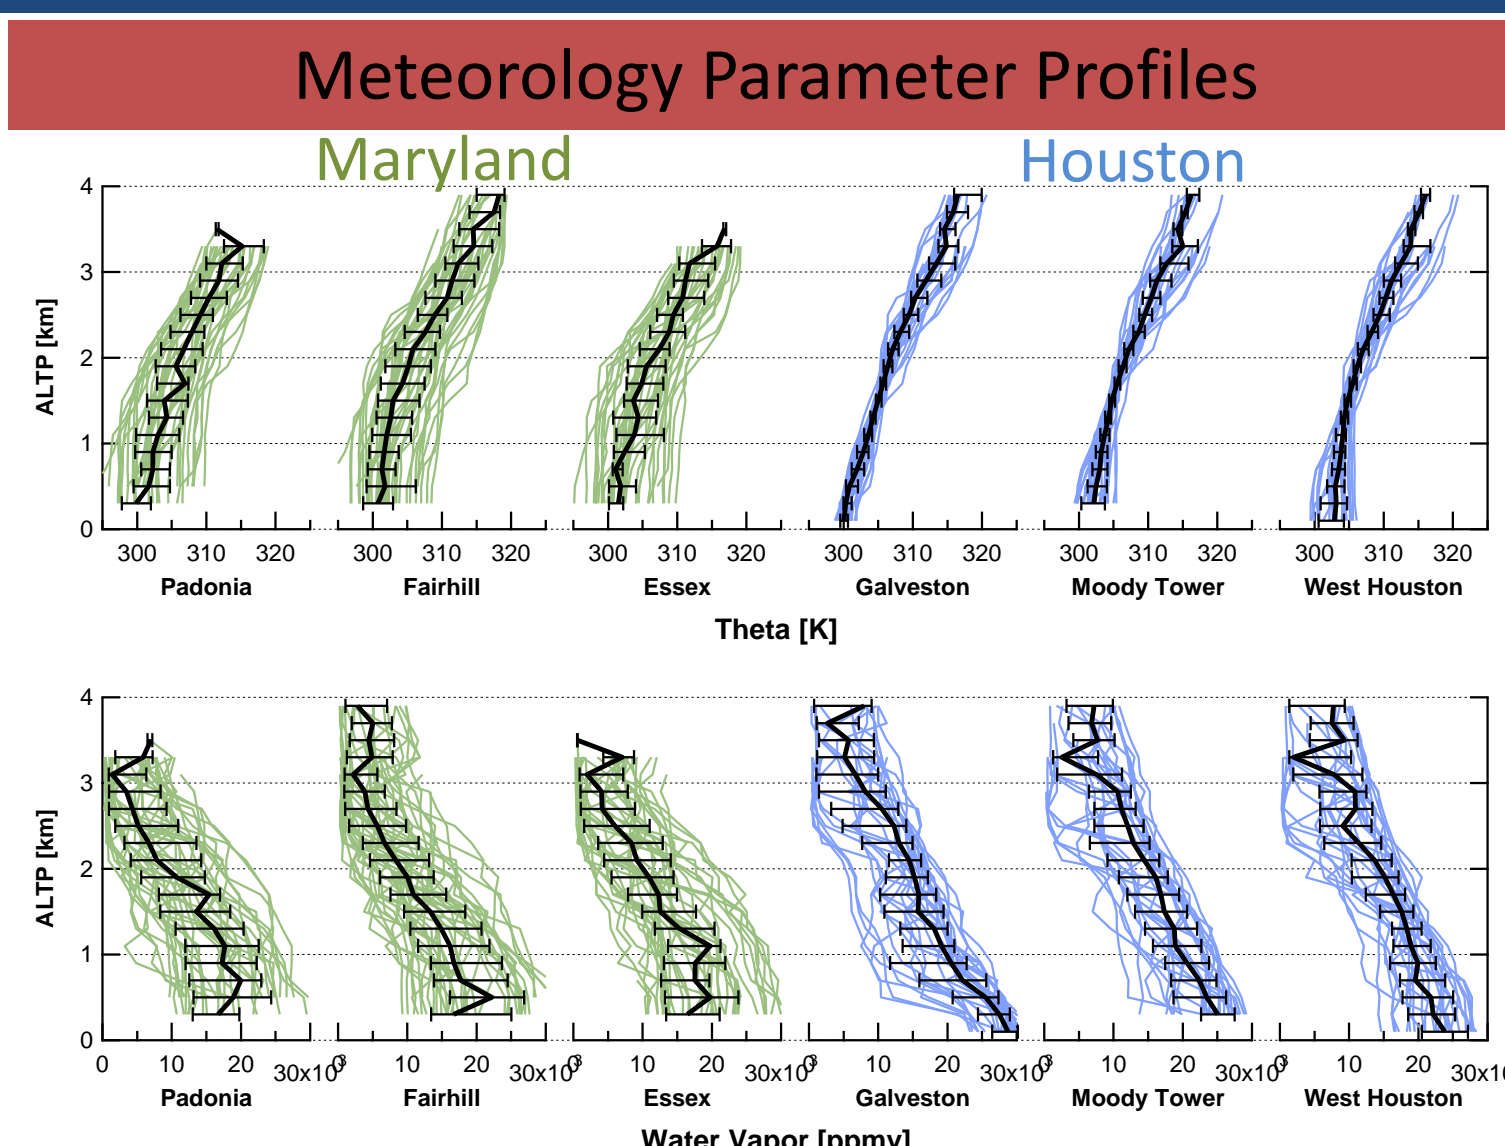 Meteorology Parameter Profiles
Maryland Houston
4
3
2
1
0
ALTP [km]
300 310 320 300 310 320 300 310 320 300 310 320 300 310 320 300 310 320
Padonia Fairhill Essex Galveston Moody Tower West Houston
Theta [K]
4
3
2
1
0
ALTP [km]
0 10 20 30x10³ 10 20 30x10³ 10 20 30x10³ 10 20 30x10³ 10 20 30x10³ 10 20 30x10
Padonia Fairhill Essex Galveston Moody Tower West Houston
Water Vapor [ppmv]